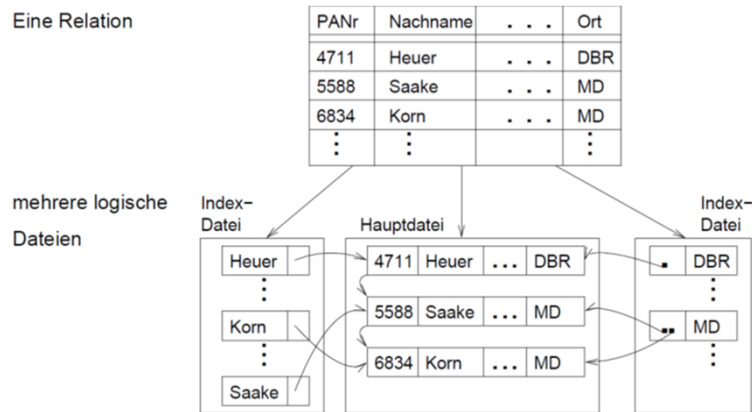 Eine Relation
PANr Nachname . . . Ort
4711 Heuer . . . DBR
5588 Saake . . . MD
6834 Korn . . . MD
mehrere logische
Dateien
Index-
Datei
Hauptdatei
Index-
Datei
Heuer
Korn
Saake
4711 Heuer ... DBR
5588 Saake ... MD
6834 Korn ... MD
DBR
MD